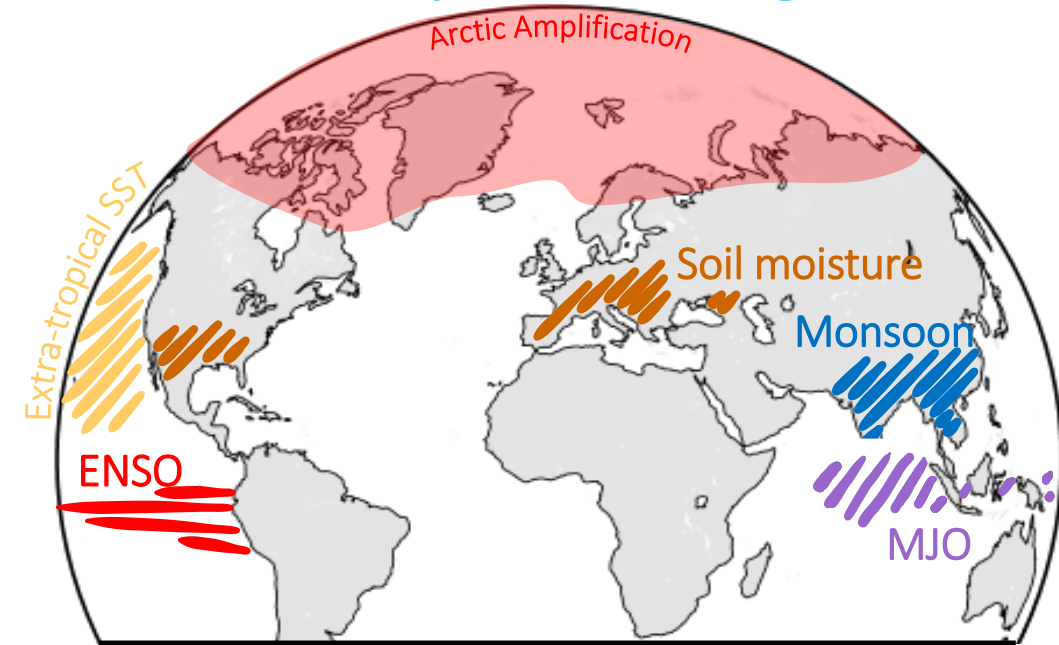 Arctic Amplification
Extra-tropical SST
Soil moisture
Monsoon
ENSO
MJO